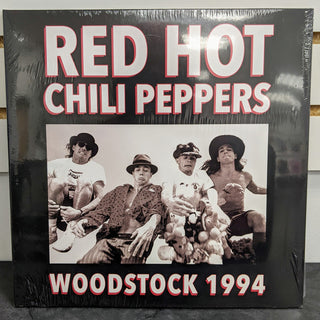 RED HOT
CHILI PEPPERS
WOODSTOCK 1994